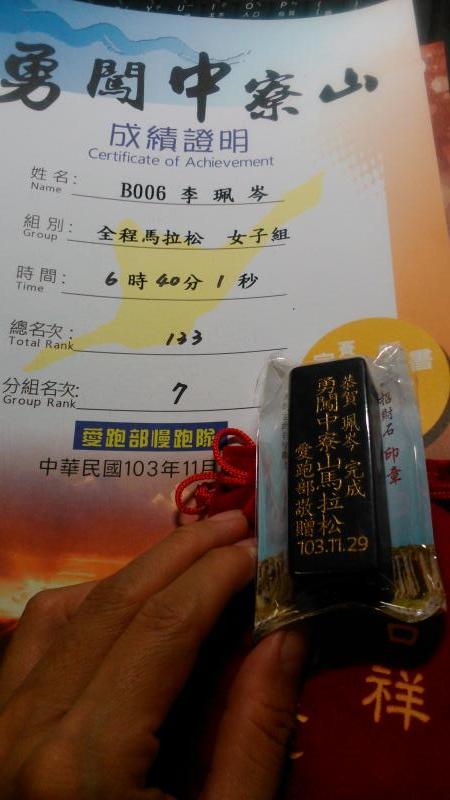 勇闖中寮山
成績證明
Certificate of Achievement
姓名：
Name
B006 李珮岑
組別：
Group
全程馬拉松 女子組
時間：
Time
6時40分1秒
總名次：
Total Rank
133
分組名次：
Group Rank
7
愛跑部慢跑隊
中華民國103年11月
恭賀 珮岑 完成
勇闖中寮山馬拉松
愛跑部敬贈
103.11.29
招財石 印章
吉祥